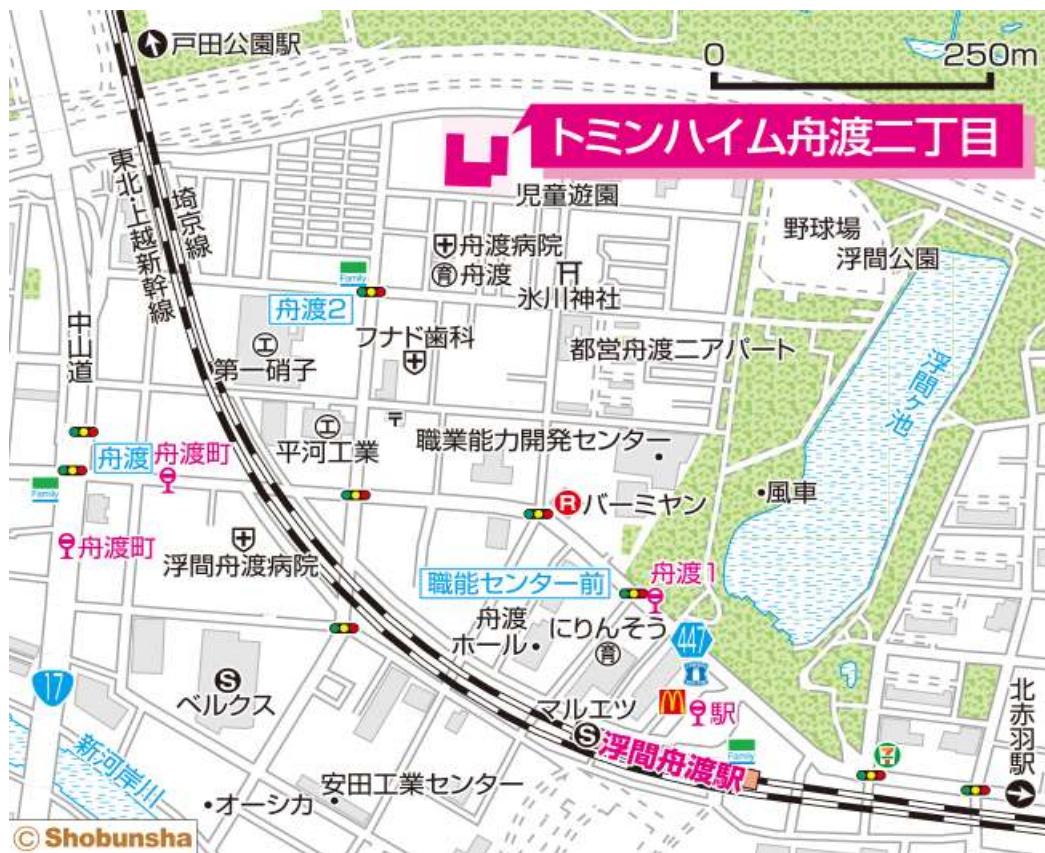 戸田公園駅
0
250m
トミンハイム舟渡二丁目
児童遊園
埼京線
東北・上越新幹線
野球場
浮間公園
舟渡病院
育
舟渡
Family
舟渡2
氷川神社
中山道
フナド歯科
都営舟渡二アパート
浮間ヶ池
工
第一硝子
工
平河工業
職業能力開発センター
舟渡
舟渡町
Family
風車
R
バーミヤン
舟渡町
浮間舟渡病院
職能センター前
舟渡1
舟渡
ホール
にりんそう
育
447
17
S
ベルクス
マルエツ
S
駅
北赤羽駅
Family
浮間舟渡駅
新河岸川
安田工業センター
オーシカ
© Shobunsha